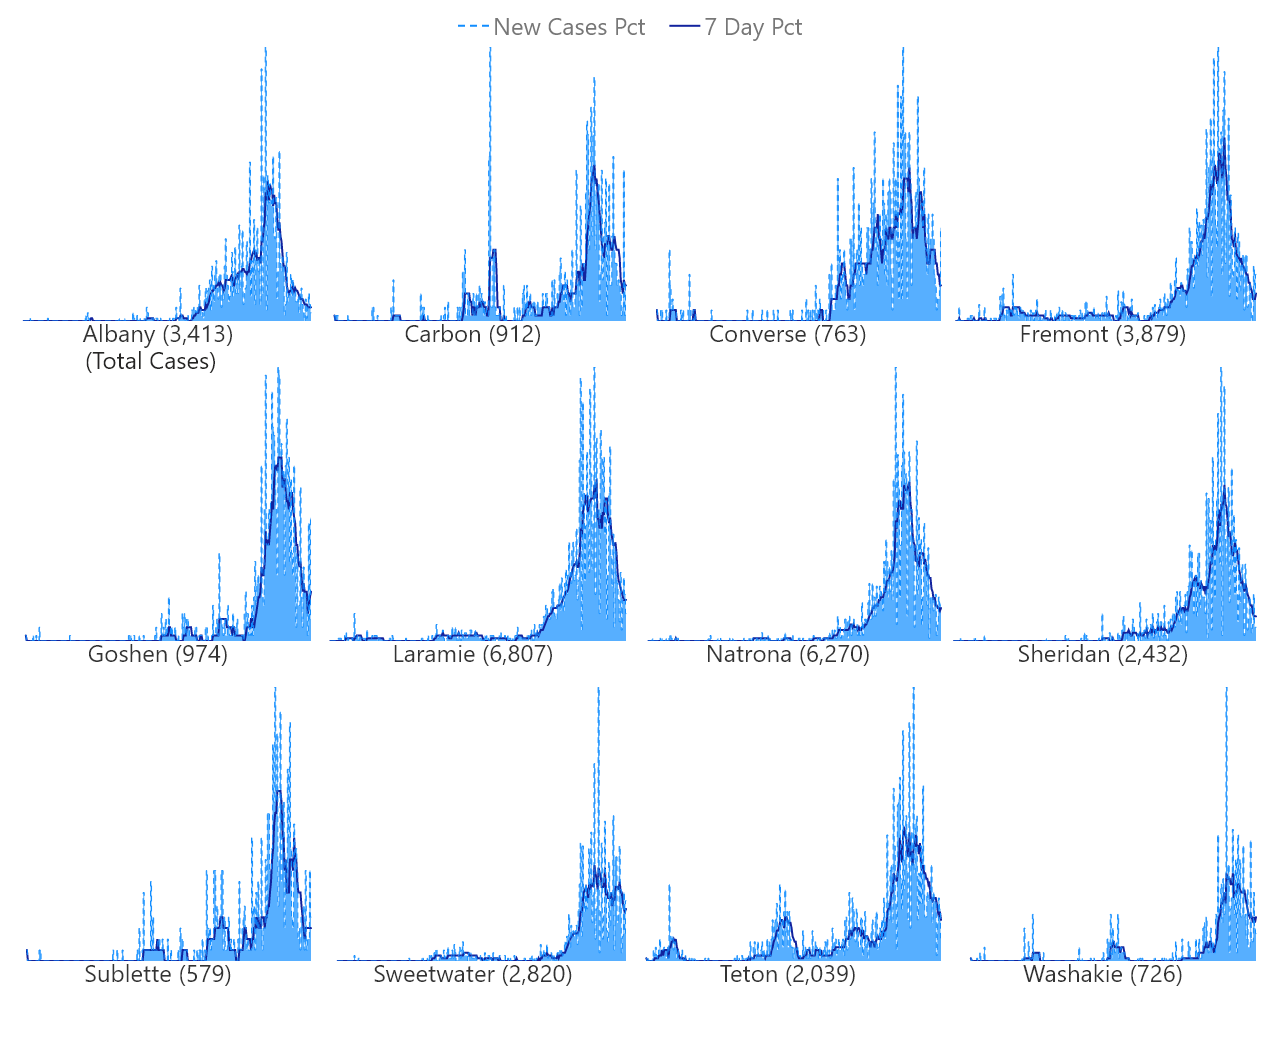 New Cases Pct 7 Day Pct
Albany (3,413) Carbon (912) Converse (763) Fremont (3,879)
(Total Cases)
Goshen (974) Laramie (6,807) Natrona (6,270) Sheridan (2,432)
Sublette (579) Sweetwater (2,820) Teton (2,039) Washakie (726)